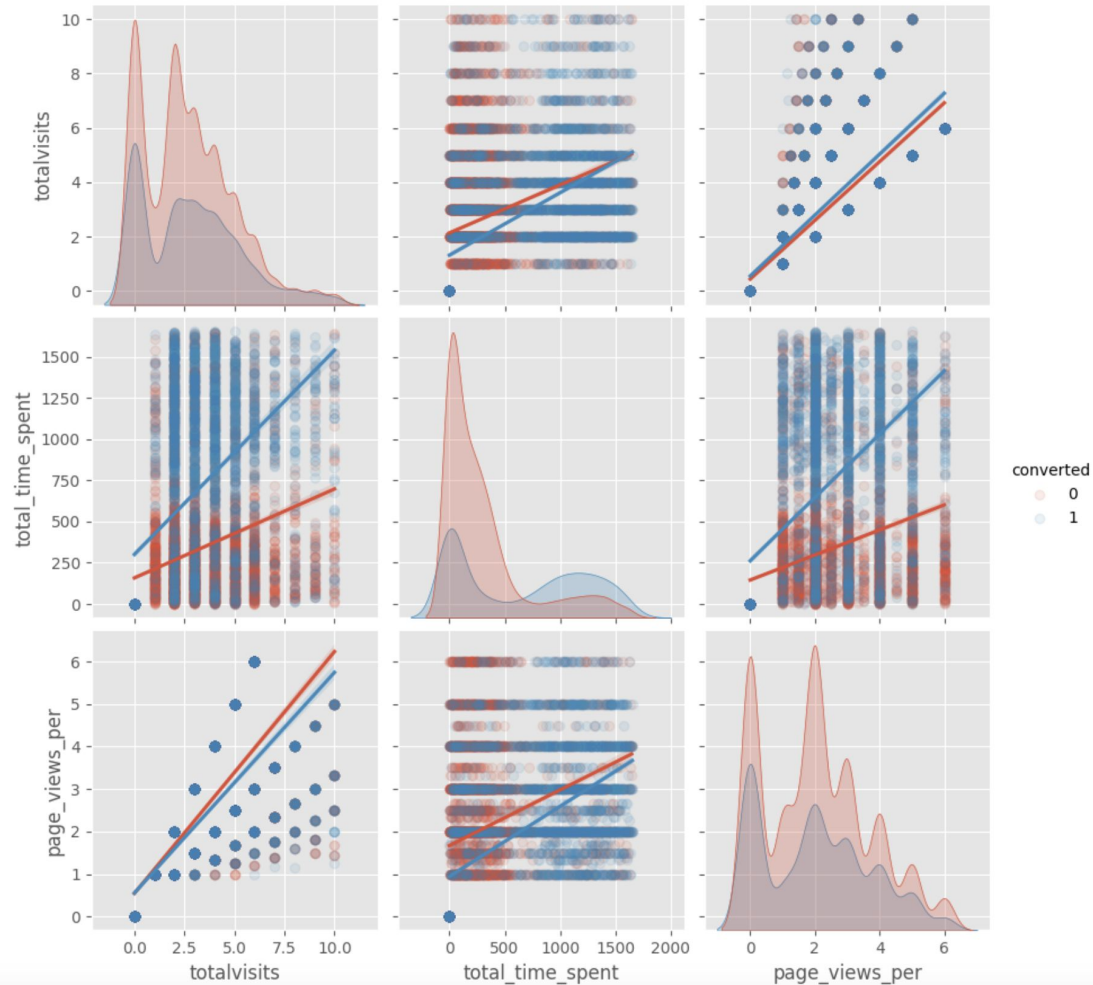 10
8
6
4
2
0
totalvisits
1500
1250
1000
750
500
250
0
total_time_spent
converted
0
1
6
5
4
3
2
1
0
page_views_per
0.0 2.5 5.0 7.5 10.0
0 500 1000 1500 2000
0 2 4 6
totalvisits
total_time_spent
page_views_per